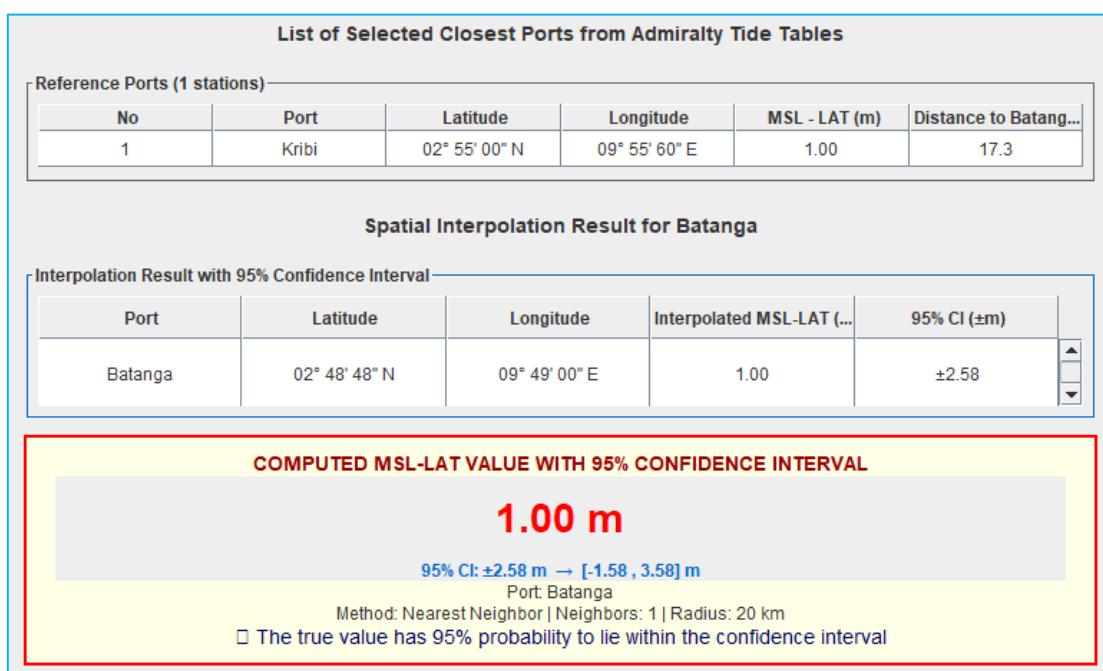 List of Selected Closest Ports from Admiralty Tide Tables
Reference Ports (1 stations)
No Port Latitude Longitude MSL - LAT (m) Distance to Batang...
1 Kribi 02° 55' 00" N 09° 55' 60" E 1.00 17.3
Spatial Interpolation Result for Batanga
Interpolation Result with 95% Confidence Interval
Port Latitude Longitude Interpolated MSL-LAT (... 95% CI (±m)
Batanga 02° 48' 48" N 09° 49' 00" E 1.00 ±2.58
COMPUTED MSL-LAT VALUE WITH 95% CONFIDENCE INTERVAL
1.00 m
95% CI: ±2.58 m → [-1.58 , 3.58] m
Port: Batanga
Method: Nearest Neighbor | Neighbors: 1 | Radius: 20 km
□ The true value has 95% probability to lie within the confidence interval